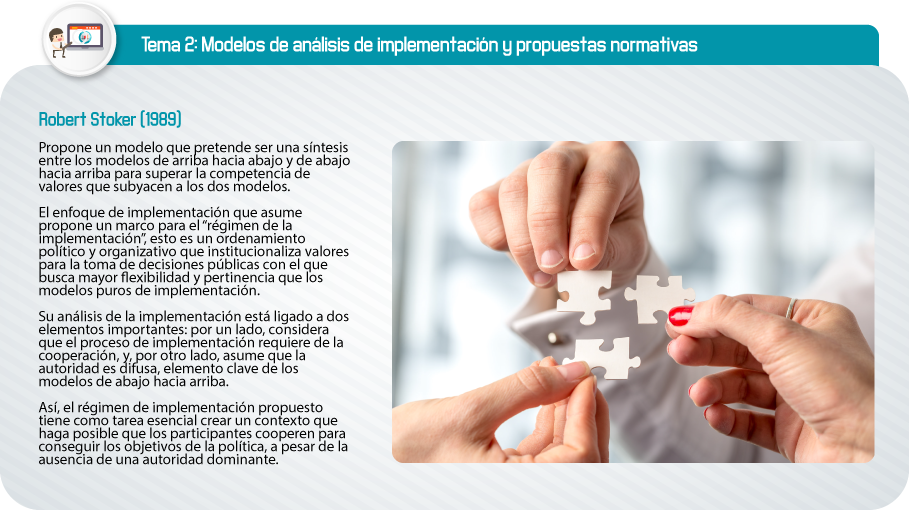 Tema 2: Modelos de análisis de implementación y propuestas normativas
Robert Stoker (1989)
Propone un modelo que pretende ser una síntesis
entre los modelos de arriba hacia abajo y de abajo
hacia arriba para superar la competencia de
valores que subyacen a los dos modelos.
El enfoque de implementación que asume
propone un marco para el “régimen de la
implementación”, esto es un ordenamiento
político y organizativo que institucionaliza valores
para la toma de decisiones públicas con el que
busca mayor flexibilidad y pertinencia que los
modelos puros de implementación.
Su análisis de la implementación está ligado a dos
elementos importantes: por un lado, considera
que el proceso de implementación requiere de la
cooperación, y, por otro lado, asume que la
autoridad es difusa, elemento clave de los
modelos de abajo hacia arriba.
Así, el régimen de implementación propuesto
tiene como tarea esencial crear un contexto que
haga posible que los participantes cooperen para
conseguir los objetivos de la política, a pesar de la
ausencia de una autoridad dominante.